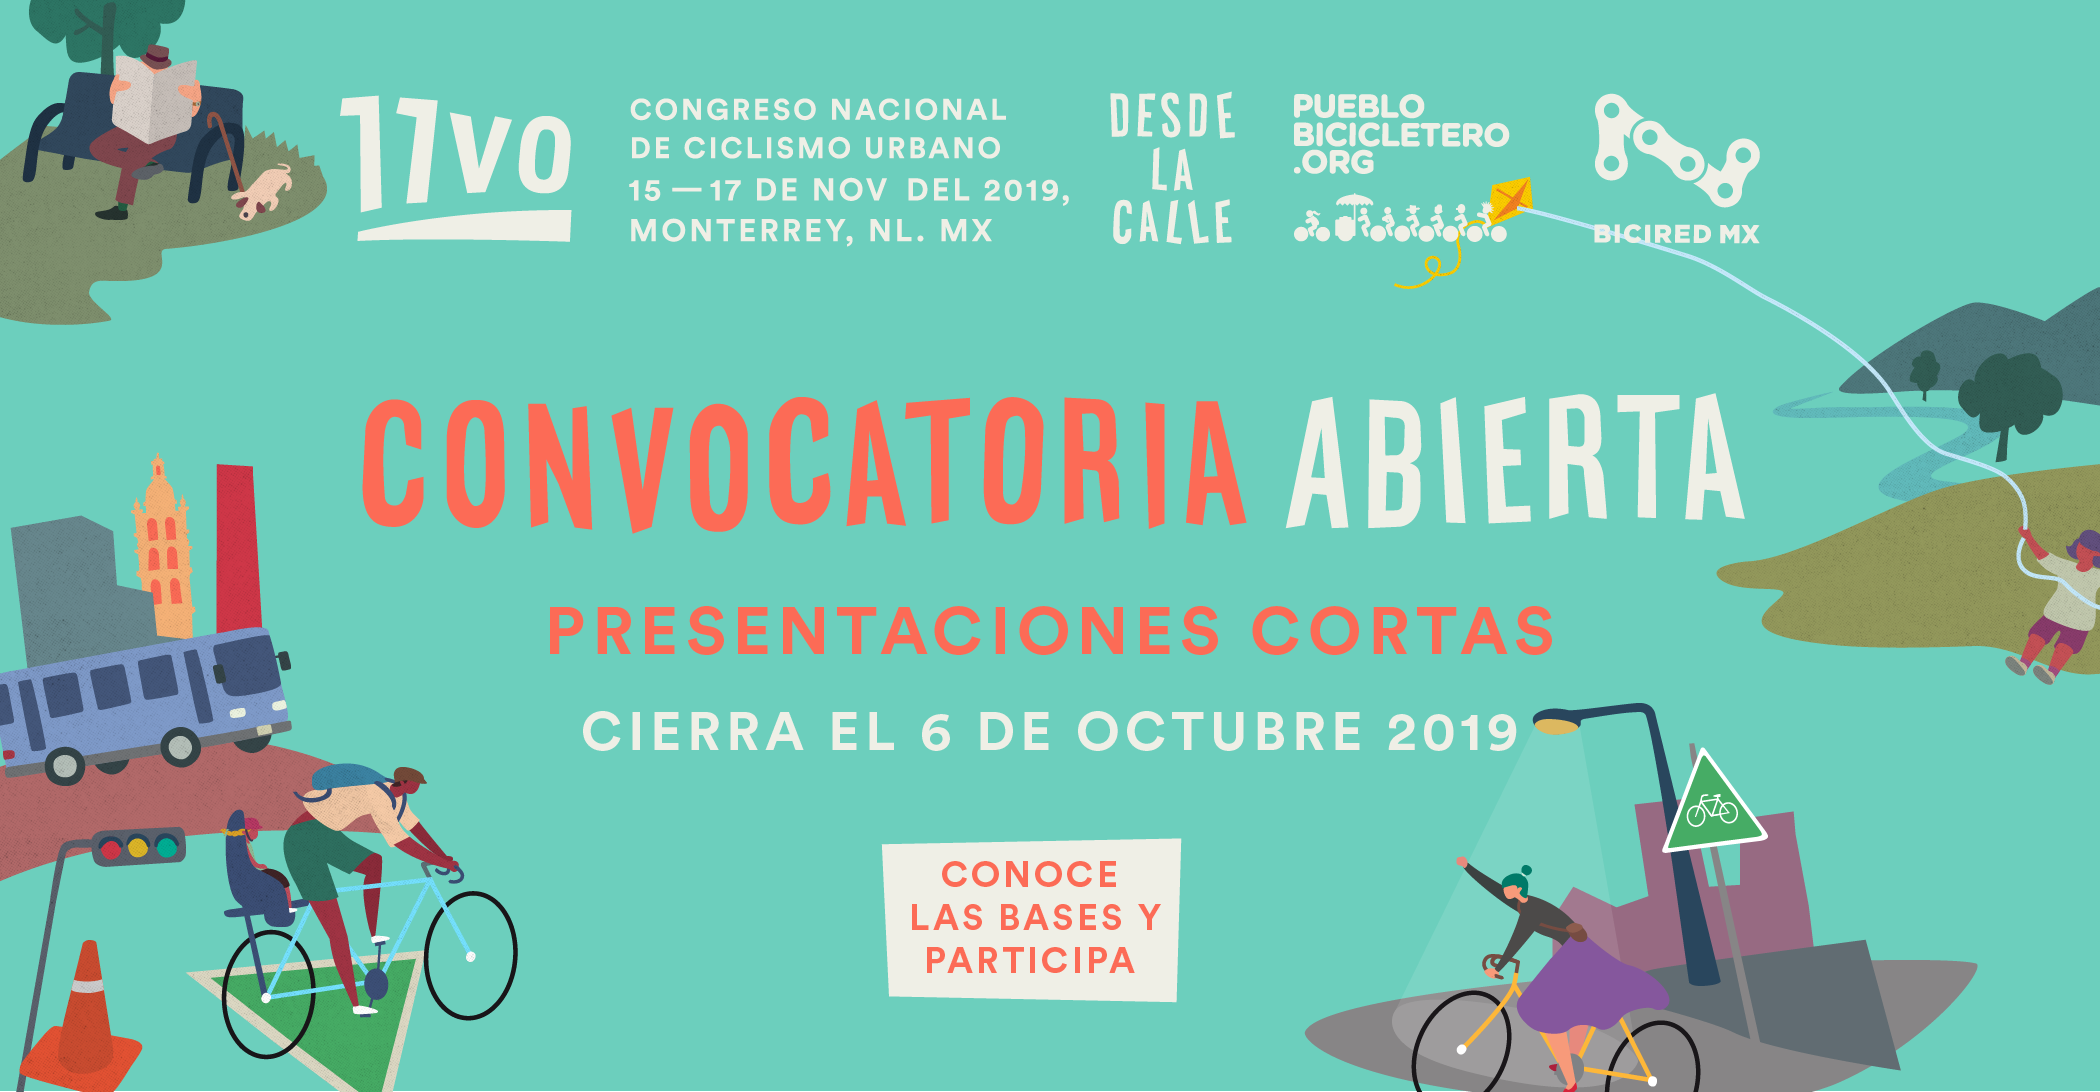 11vo
CONGRESO NACIONAL
DE CICLISMO URBANO
15 — 17 DE NOV DEL 2019,
MONTERREY, NL. MX
DESDE
LA
CALLE
PUEBLO
BICICLETERO
.ORG
BICIRED MX
CONVOCATORIA ABIERTA
PRESENTACIONES CORTAS
CIERRA EL 6 DE OCTUBRE 2019
CONOCE
LAS BASES Y
PARTICIPA